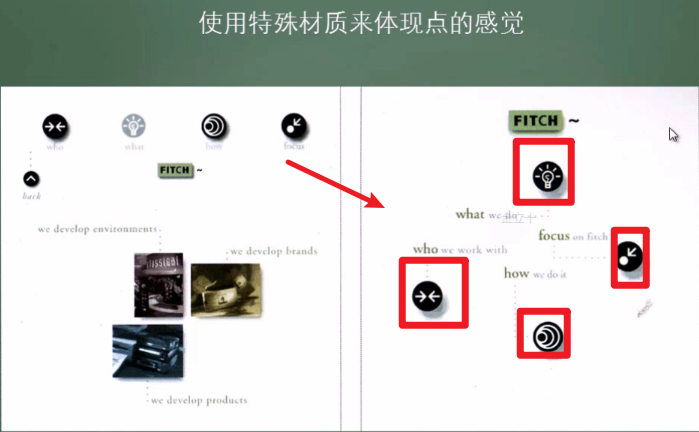 使用特殊材质来体现点的感觉
who what how focus
FITCH ~
back
we develop environments
we develop brands
we develop products
FITCH ~
what we do
focus on fitch
who we work with
how we do it